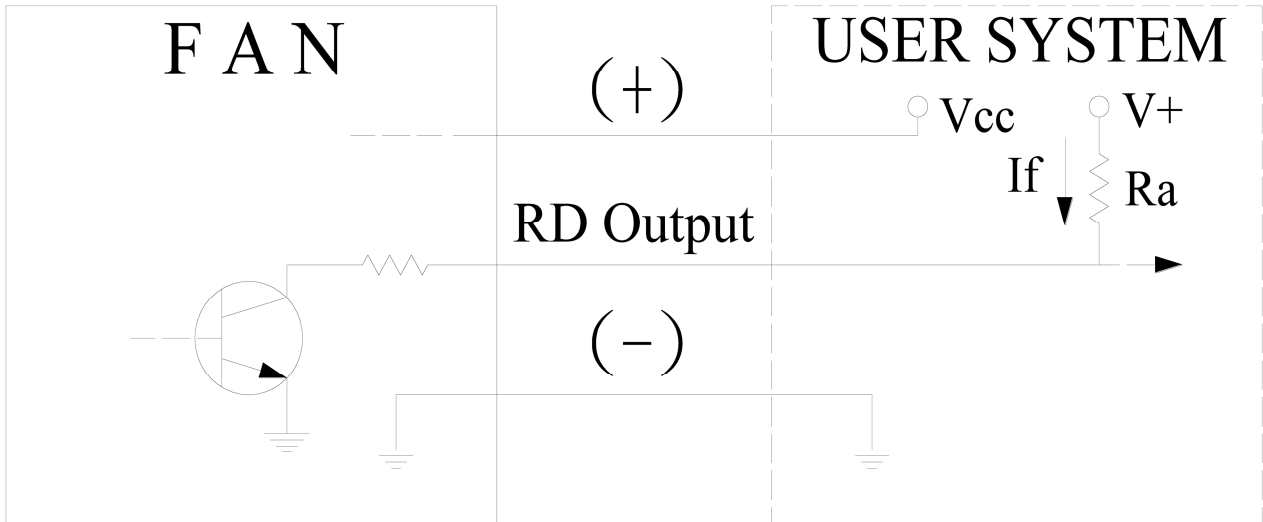 F A N
USER SYSTEM
(+)
Vcc
V+
If
Ra
RD Output
(-)